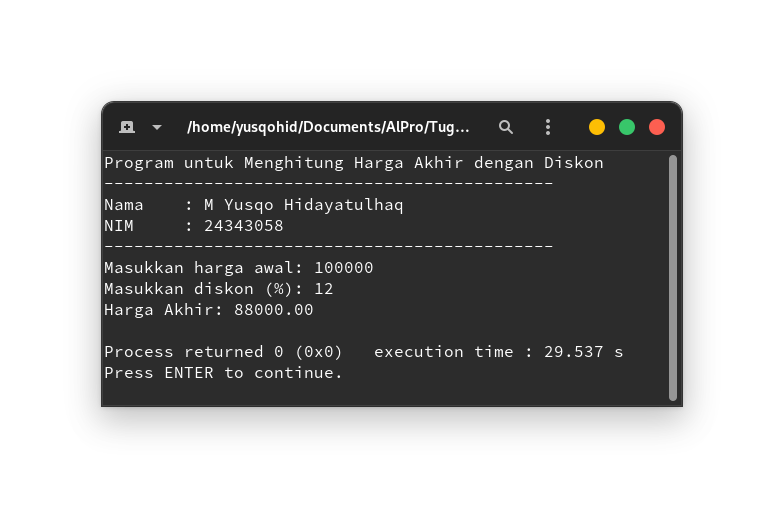 /home/yusqohid/Documents/AlPro/Tug...
Program untuk Menghitung Harga Akhir dengan Diskon
---------------------------------------------
Nama    : M Yusqo Hidayatulhaq
NIM     : 24343058
---------------------------------------------
Masukkan harga awal: 100000
Masukkan diskon (%): 12
Harga Akhir: 88000.00
Process returned 0 (0x0)   execution time : 29.537 s
Press ENTER to continue.